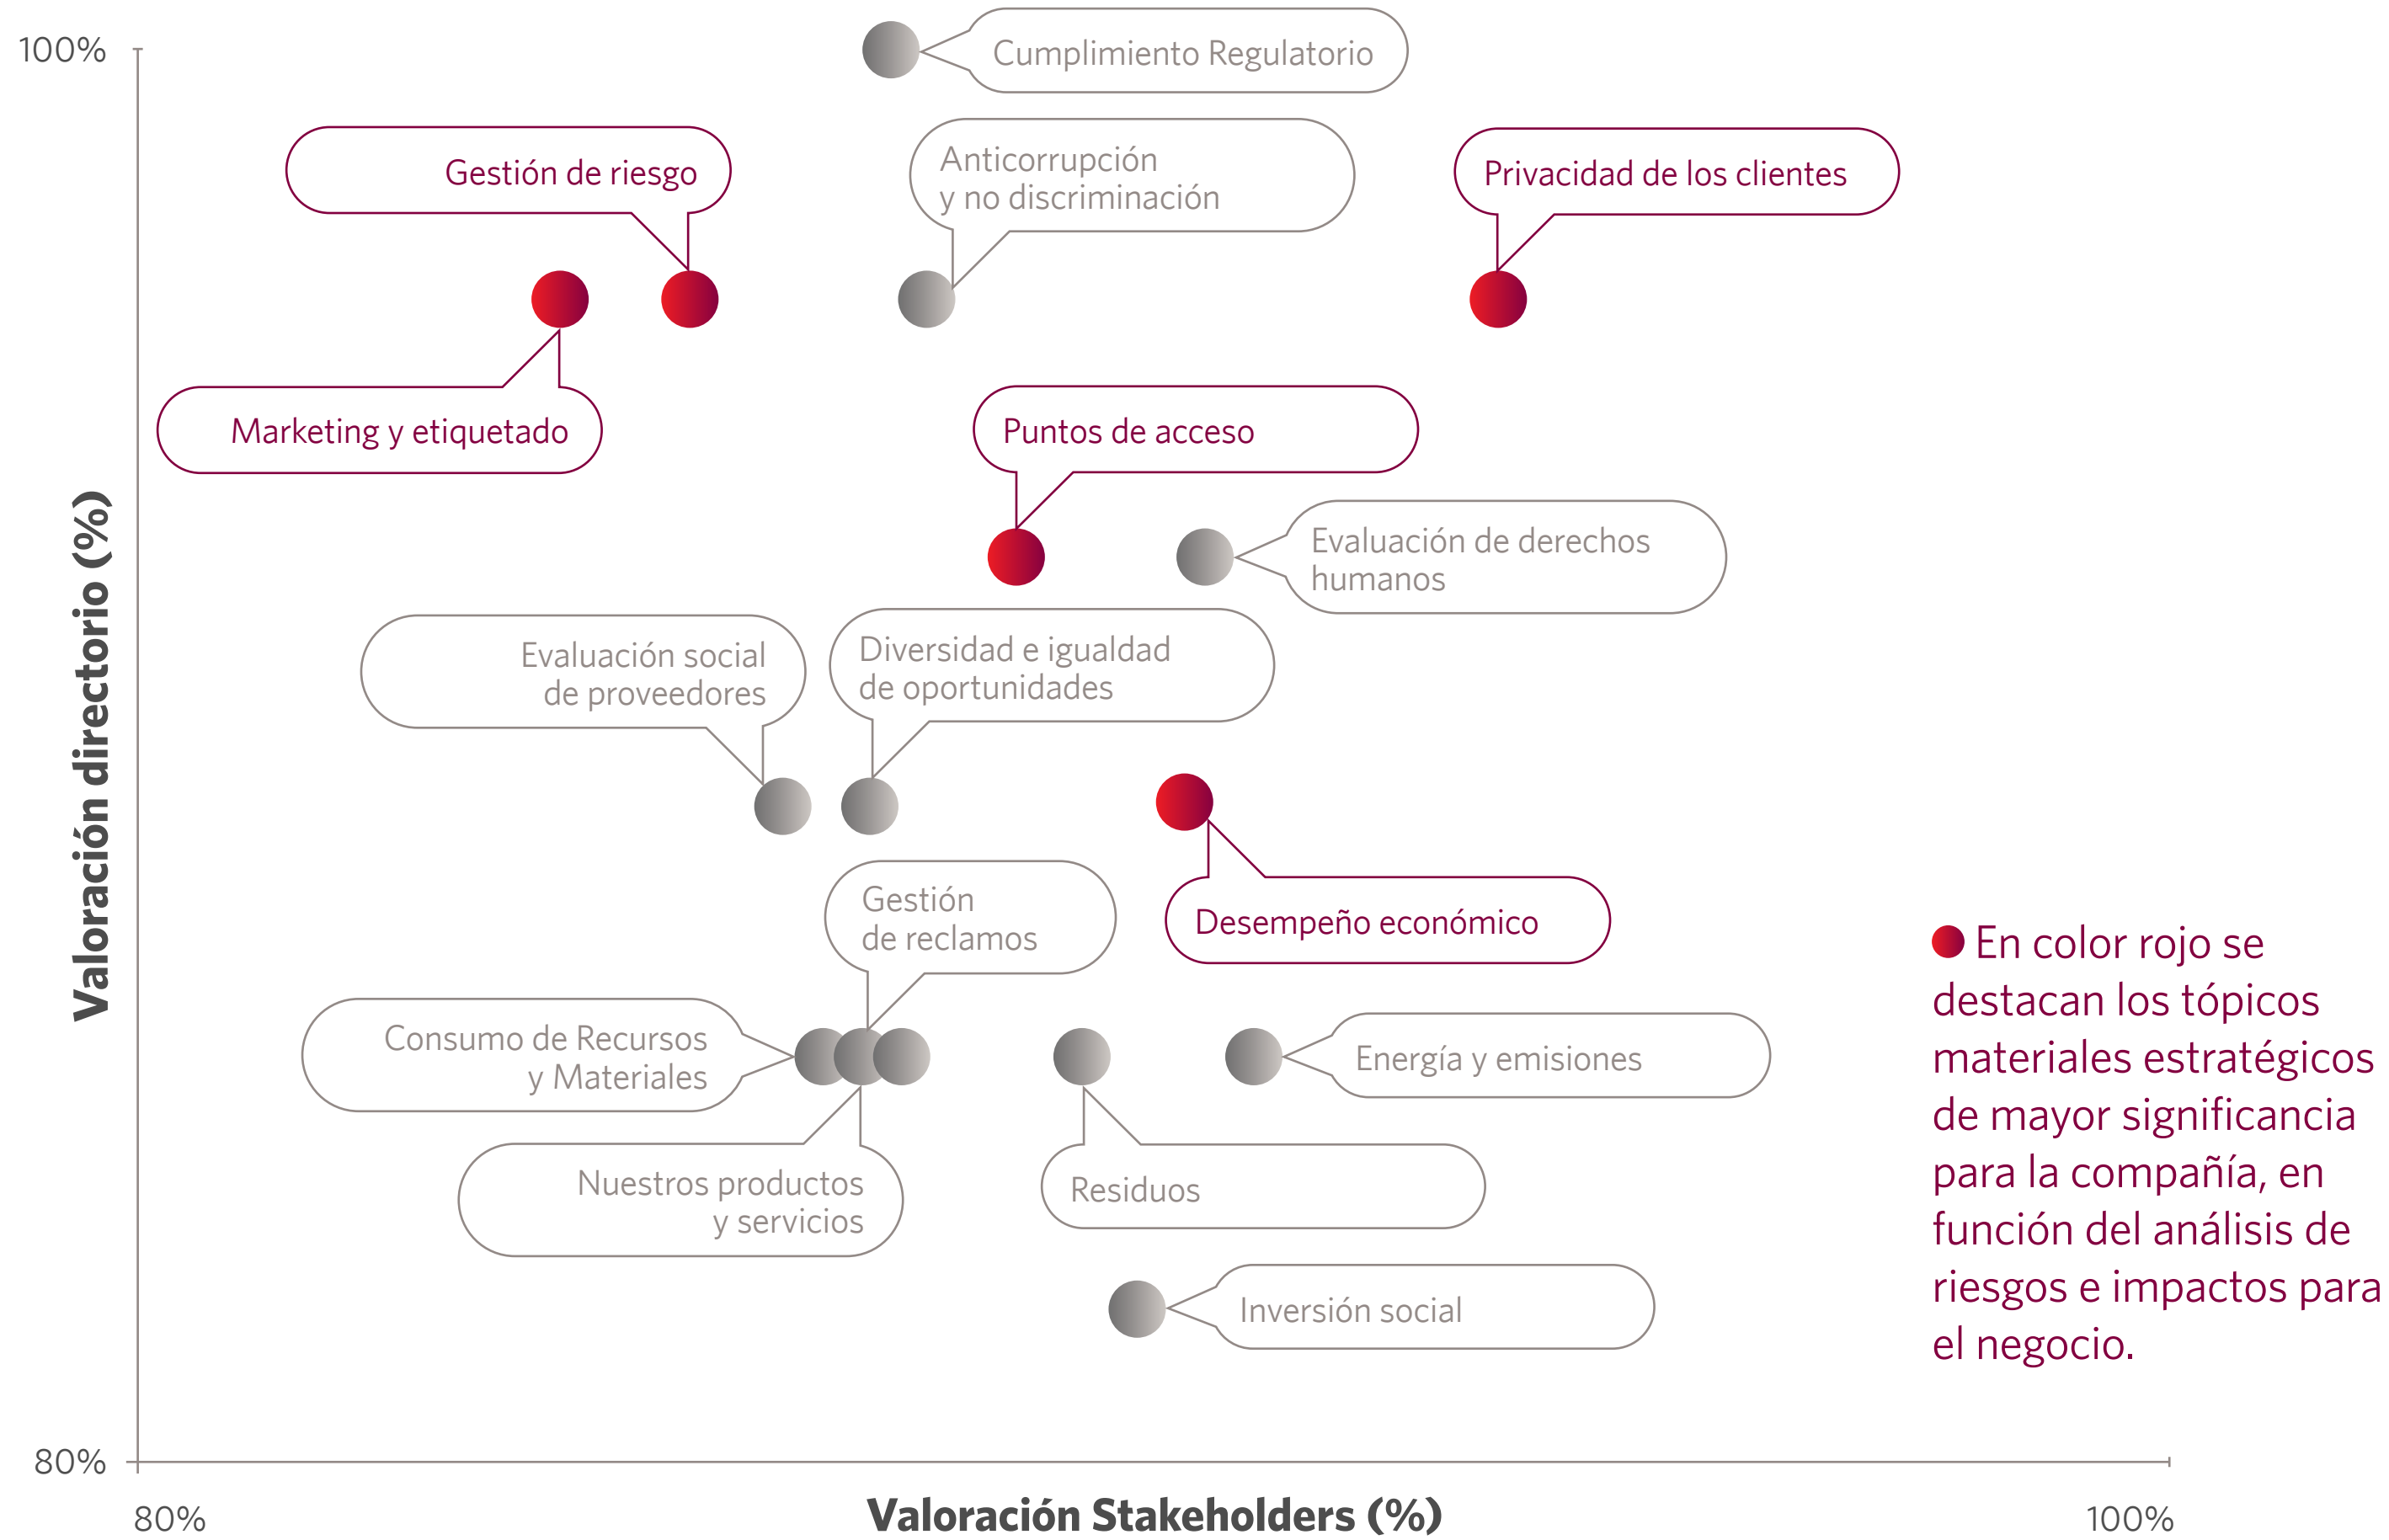 100%
Cumplimiento Regulatorio
Gestión de riesgo
Anticorrupción
y no discriminación
Privacidad de los clientes
Marketing y etiquetado
Puntos de acceso
Valoración directorio (%)
Evaluación de derechos
humanos
Evaluación social
de proveedores
Diversidad e igualdad
de oportunidades
Gestión
de reclamos
Desempeño económico
Consumo de Recursos
y Materiales
Energía y emisiones
Nuestros productos
y servicios
Residuos
Inversión social
En color rojo se
destacan los tópicos
materiales estratégicos
de mayor significancia
para la compañía, en
función del análisis de
riesgos e impactos para
el negocio.
80%
80%
Valoración Stakeholders (%)
100%